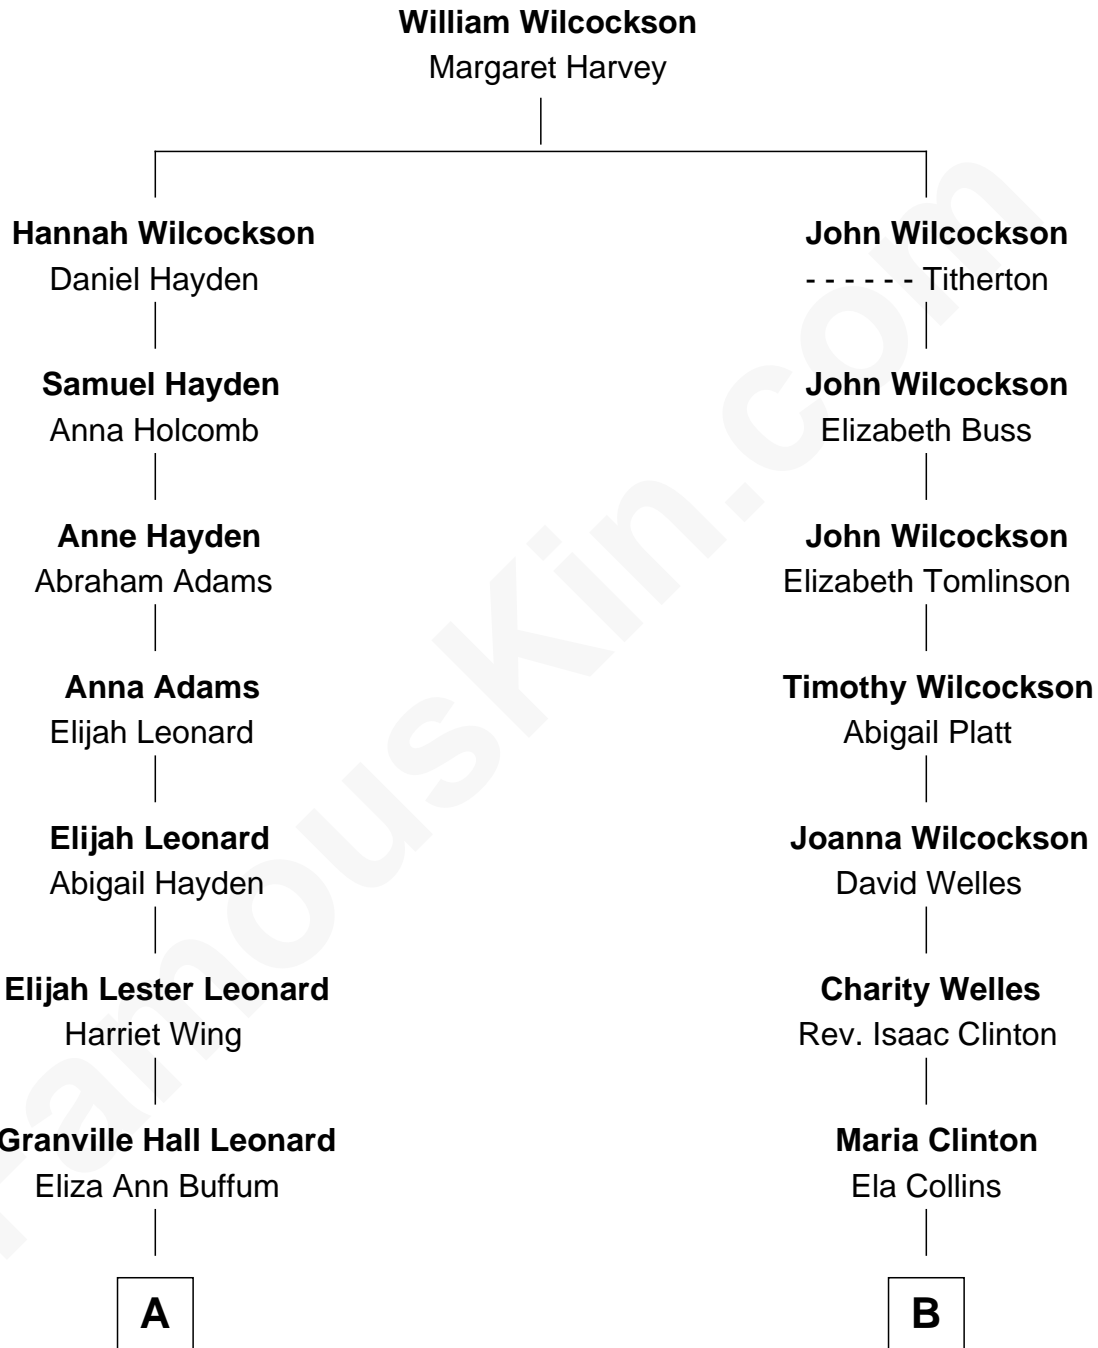 William Wilcockson
Margaret Harvey
Hannah Wilcockson
Daniel Hayden
John Wilcockson
- - - - - - Titherton
Samuel Hayden
Anna Holcomb
John Wilcockson
Elizabeth Buss
Anne Hayden
Abraham Adams
John Wilcockson
Elizabeth Tomlinson
Anna Adams
Elijah Leonard
Timothy Wilcockson
Abigail Platt
Elijah Leonard
Abigail Hayden
Joanna Wilcockson
David Welles
Elijah Lester Leonard
Harriet Wing
Charity Welles
Rev. Isaac Clinton
Granville Hall Leonard
Eliza Ann Buffum
Maria Clinton
Ela Collins
A
B
FamousKin.com